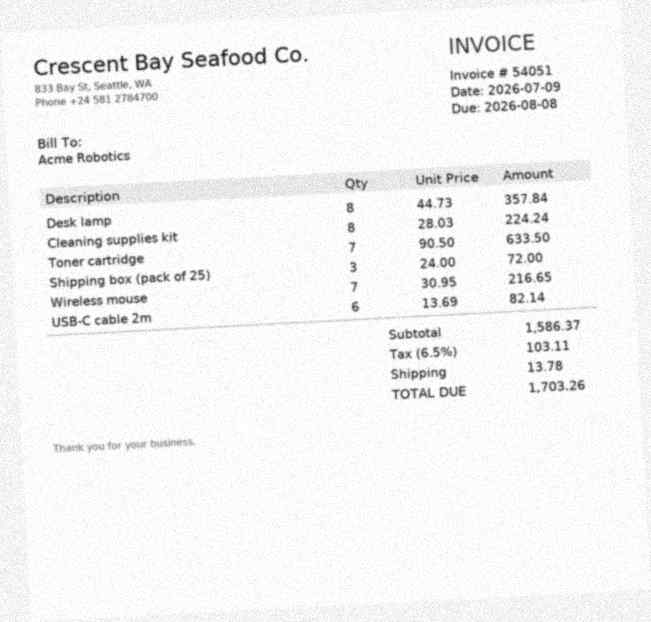 Crescent Bay Seafood Co.
833 Bay St, Seattle, WA
Phone +24 581 2784700
INVOICE
Invoice # 54051
Date: 2026-07-09
Due: 2026-08-08
Bill To:
Acme Robotics
Description Qty Unit Price Amount
Desk lamp 8 44.73 357.84
Cleaning supplies kit 8 28.03 224.24
Toner cartridge 7 90.50 633.50
Shipping box (pack of 25) 3 24.00 72.00
Wireless mouse 7 30.95 216.65
USB-C cable 2m 6 13.69 82.14
Subtotal 1,586.37
Tax (6.5%) 103.11
Shipping 13.78
TOTAL DUE 1,703.26
Thank you for your business.